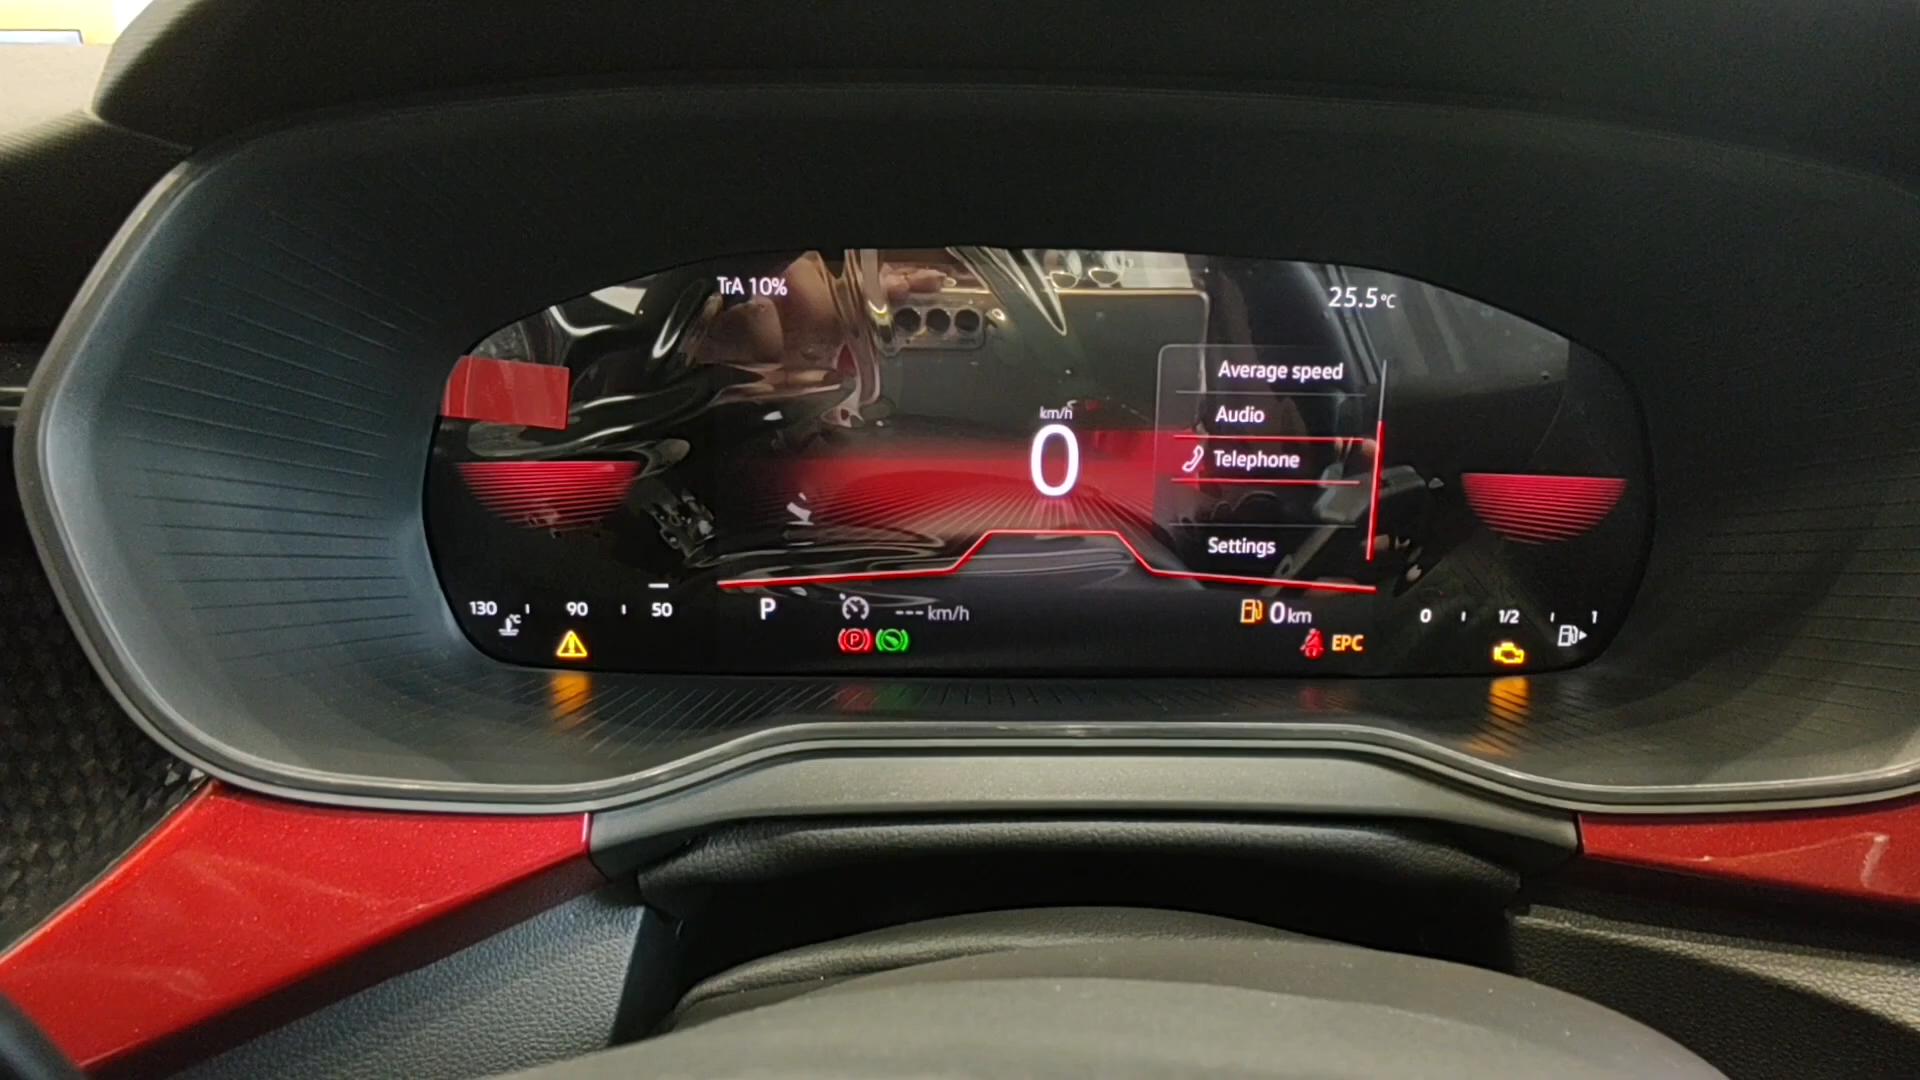 TrA 10%
25.5°C
Average speed
Audio
Telephone
Settings
km/h
0
130 90 50
°C
P
--- km/h
0 km
0 1/2 1
P
EPC